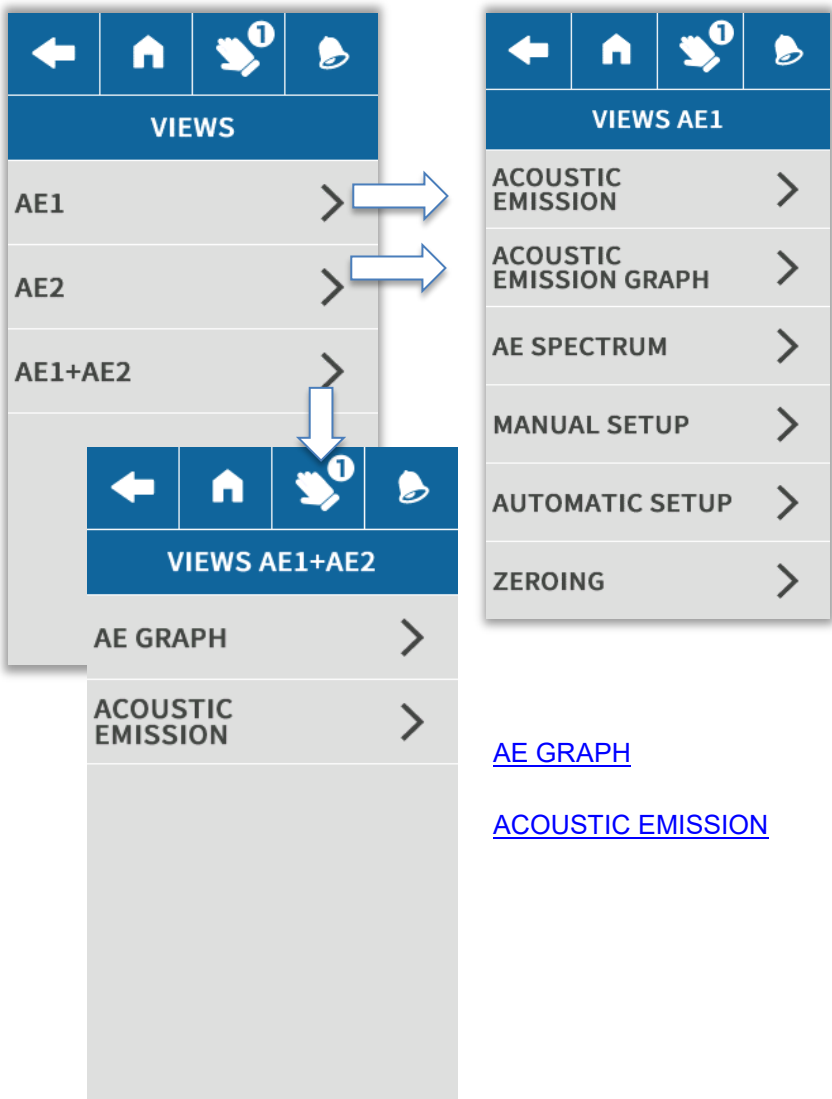 1
VIEWS
AE1
AE2
AE1+AE2
1
VIEWS AE1
ACOUSTIC
EMISSION
ACOUSTIC
EMISSION GRAPH
AE SPECTRUM
MANUAL SETUP
AUTOMATIC SETUP
ZEROING
1
VIEWS AE1+AE2
AE GRAPH
ACOUSTIC
EMISSION
AE GRAPH
ACOUSTIC EMISSION